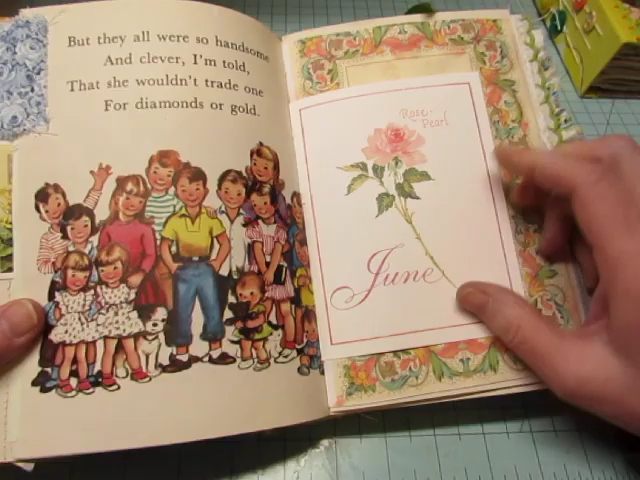 But they all were so handsome
And clever, I'm told,
That she wouldn't trade one
For diamonds or gold.
Rose-
Pearl
June